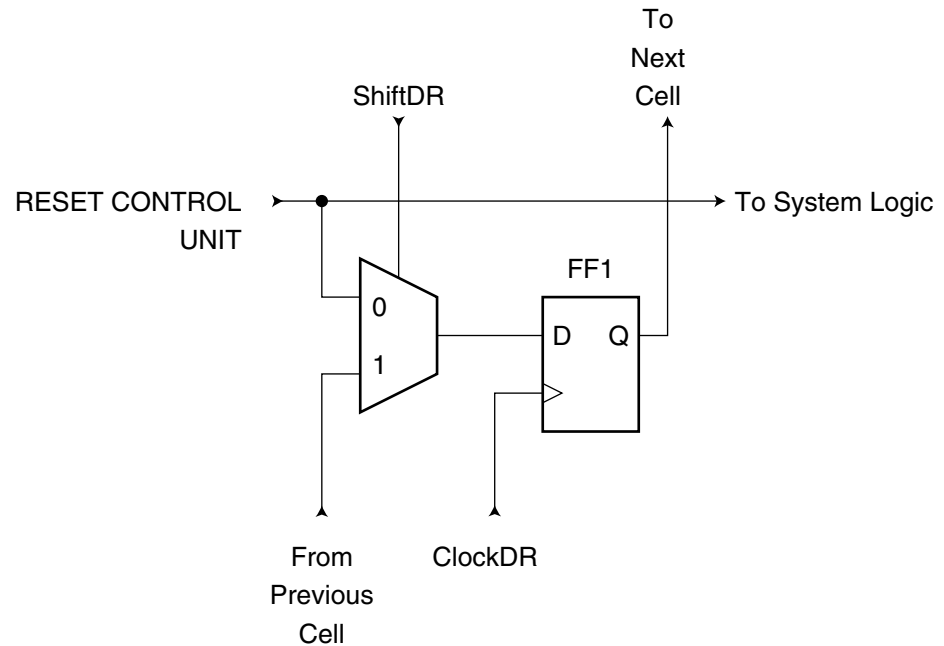 To
Next
Cell
ShiftDR
RESET CONTROL
UNIT
To System Logic
FF1
0
D Q
1
From
Previous
Cell
ClockDR